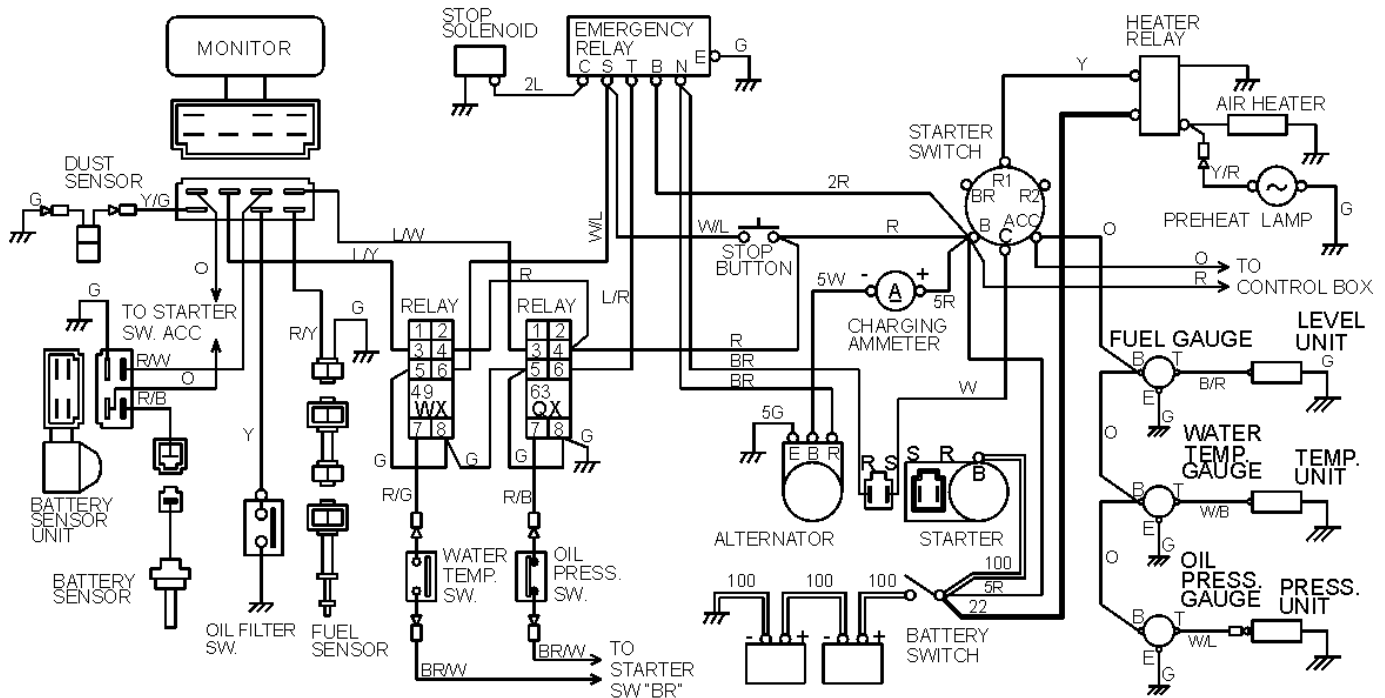 STOP
SOLENOID
MONITOR
EMERGENCY
RELAY
E
G
C S T B N
2L
HEATER
RELAY
Y
AIR HEATER
STARTER
SWITCH
DUST
SENSOR
G
Y/G
R1
BR
R2
B
C
ACC
Y/R
PREHEAT LAMP
G
2R
L/W
L/Y
W/L
W/L
STOP
BUTTON
R
O
O
TO
R
CONTROL BOX
O
R
L/R
5W
-
+
A
5R
CHARGING
AMMETER
G
TO STARTER
SW. ACC
R/Y
G
RELAY
RELAY
1 2
3 4
5 6
49
WX
7 8
1 2
3 4
5 6
63
QX
7 8
R
BR
BR
FUEL GAUGE
LEVEL
UNIT
B
T
B/R
G
E
G
R/W
O
R/B
W
Y
5G
E B R
R S
S
R
B
G
G
G
G
O
WATER
TEMP.
GAUGE
TEMP.
UNIT
B
T
W/B
E
G
R/G
R/B
BATTERY
SENSOR
UNIT
ALTERNATOR
STARTER
WATER
TEMP.
SW.
OIL
PRESS.
SW.
100
100
100
100
5R
22
O
OIL
PRESS.
GAUGE
PRESS.
UNIT
B
T
W/L
E
G
BATTERY
SENSOR
OIL FILTER
SW.
FUEL
SENSOR
BR/W
BR/W
TO
STARTER
SW"BR"
-
+
-
+
BATTERY
SWITCH